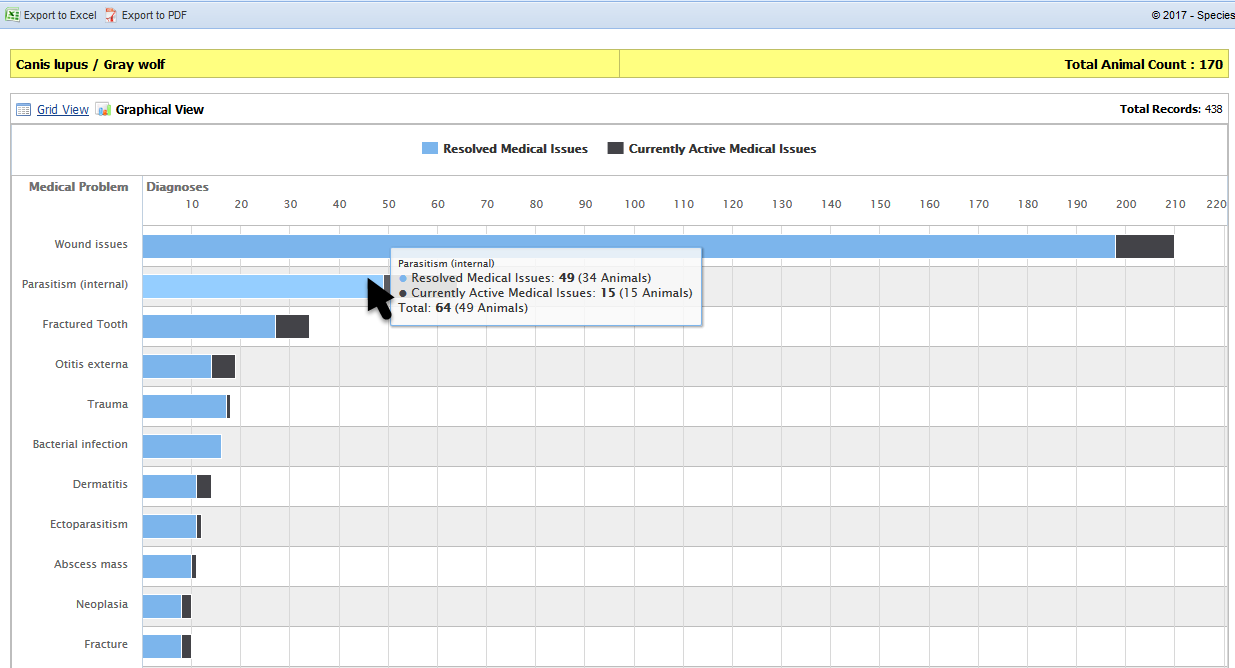 Export to Excel Export to PDF © 2017 - Species
Canis lupus / Gray wolf Total Animal Count : 170
Grid View Graphical View Total Records: 438
Resolved Medical Issues Currently Active Medical Issues
Medical Problem Diagnoses
10 20 30 40 50 60 70 80 90 100 110 120 130 140 150 160 170 180 190 200 210 220
Wound issues
Parasitism (internal)
Parasitism (internal)
Resolved Medical Issues: 49 (34 Animals)
Currently Active Medical Issues: 15 (15 Animals)
Total: 64 (49 Animals)
Fractured Tooth
Otitis externa
Trauma
Bacterial infection
Dermatitis
Ectoparasitism
Abscess mass
Neoplasia
Fracture